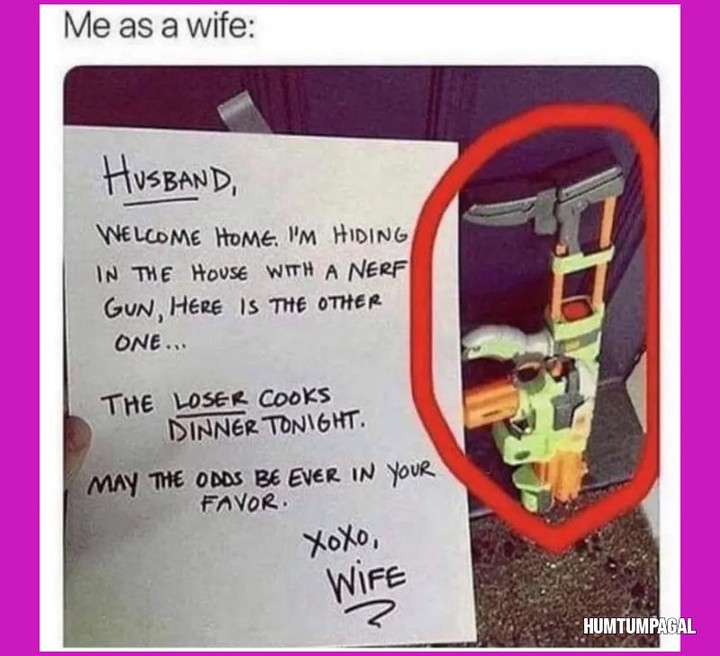 Me as a wife:
HUSBAND,
WELCOME HOME. I'M HIDING
IN THE HOUSE WITH A NERF
GUN, HERE IS THE OTHER
ONE...
THE LOSER COOKS
DINNER TONIGHT.
MAY THE ODDS BE EVER IN YOUR
FAVOR.
XOXO,
WIFE
HUMTUMPAGAL